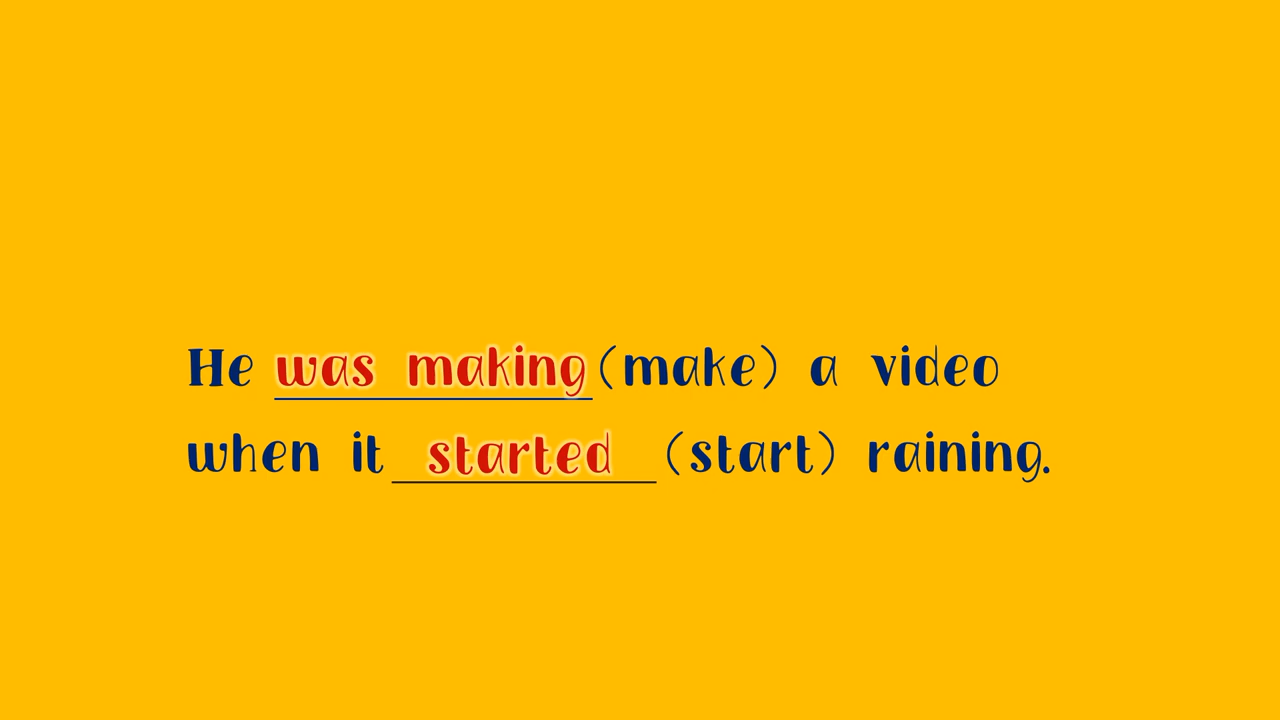 He was making (make) a video
when it started (start) raining.